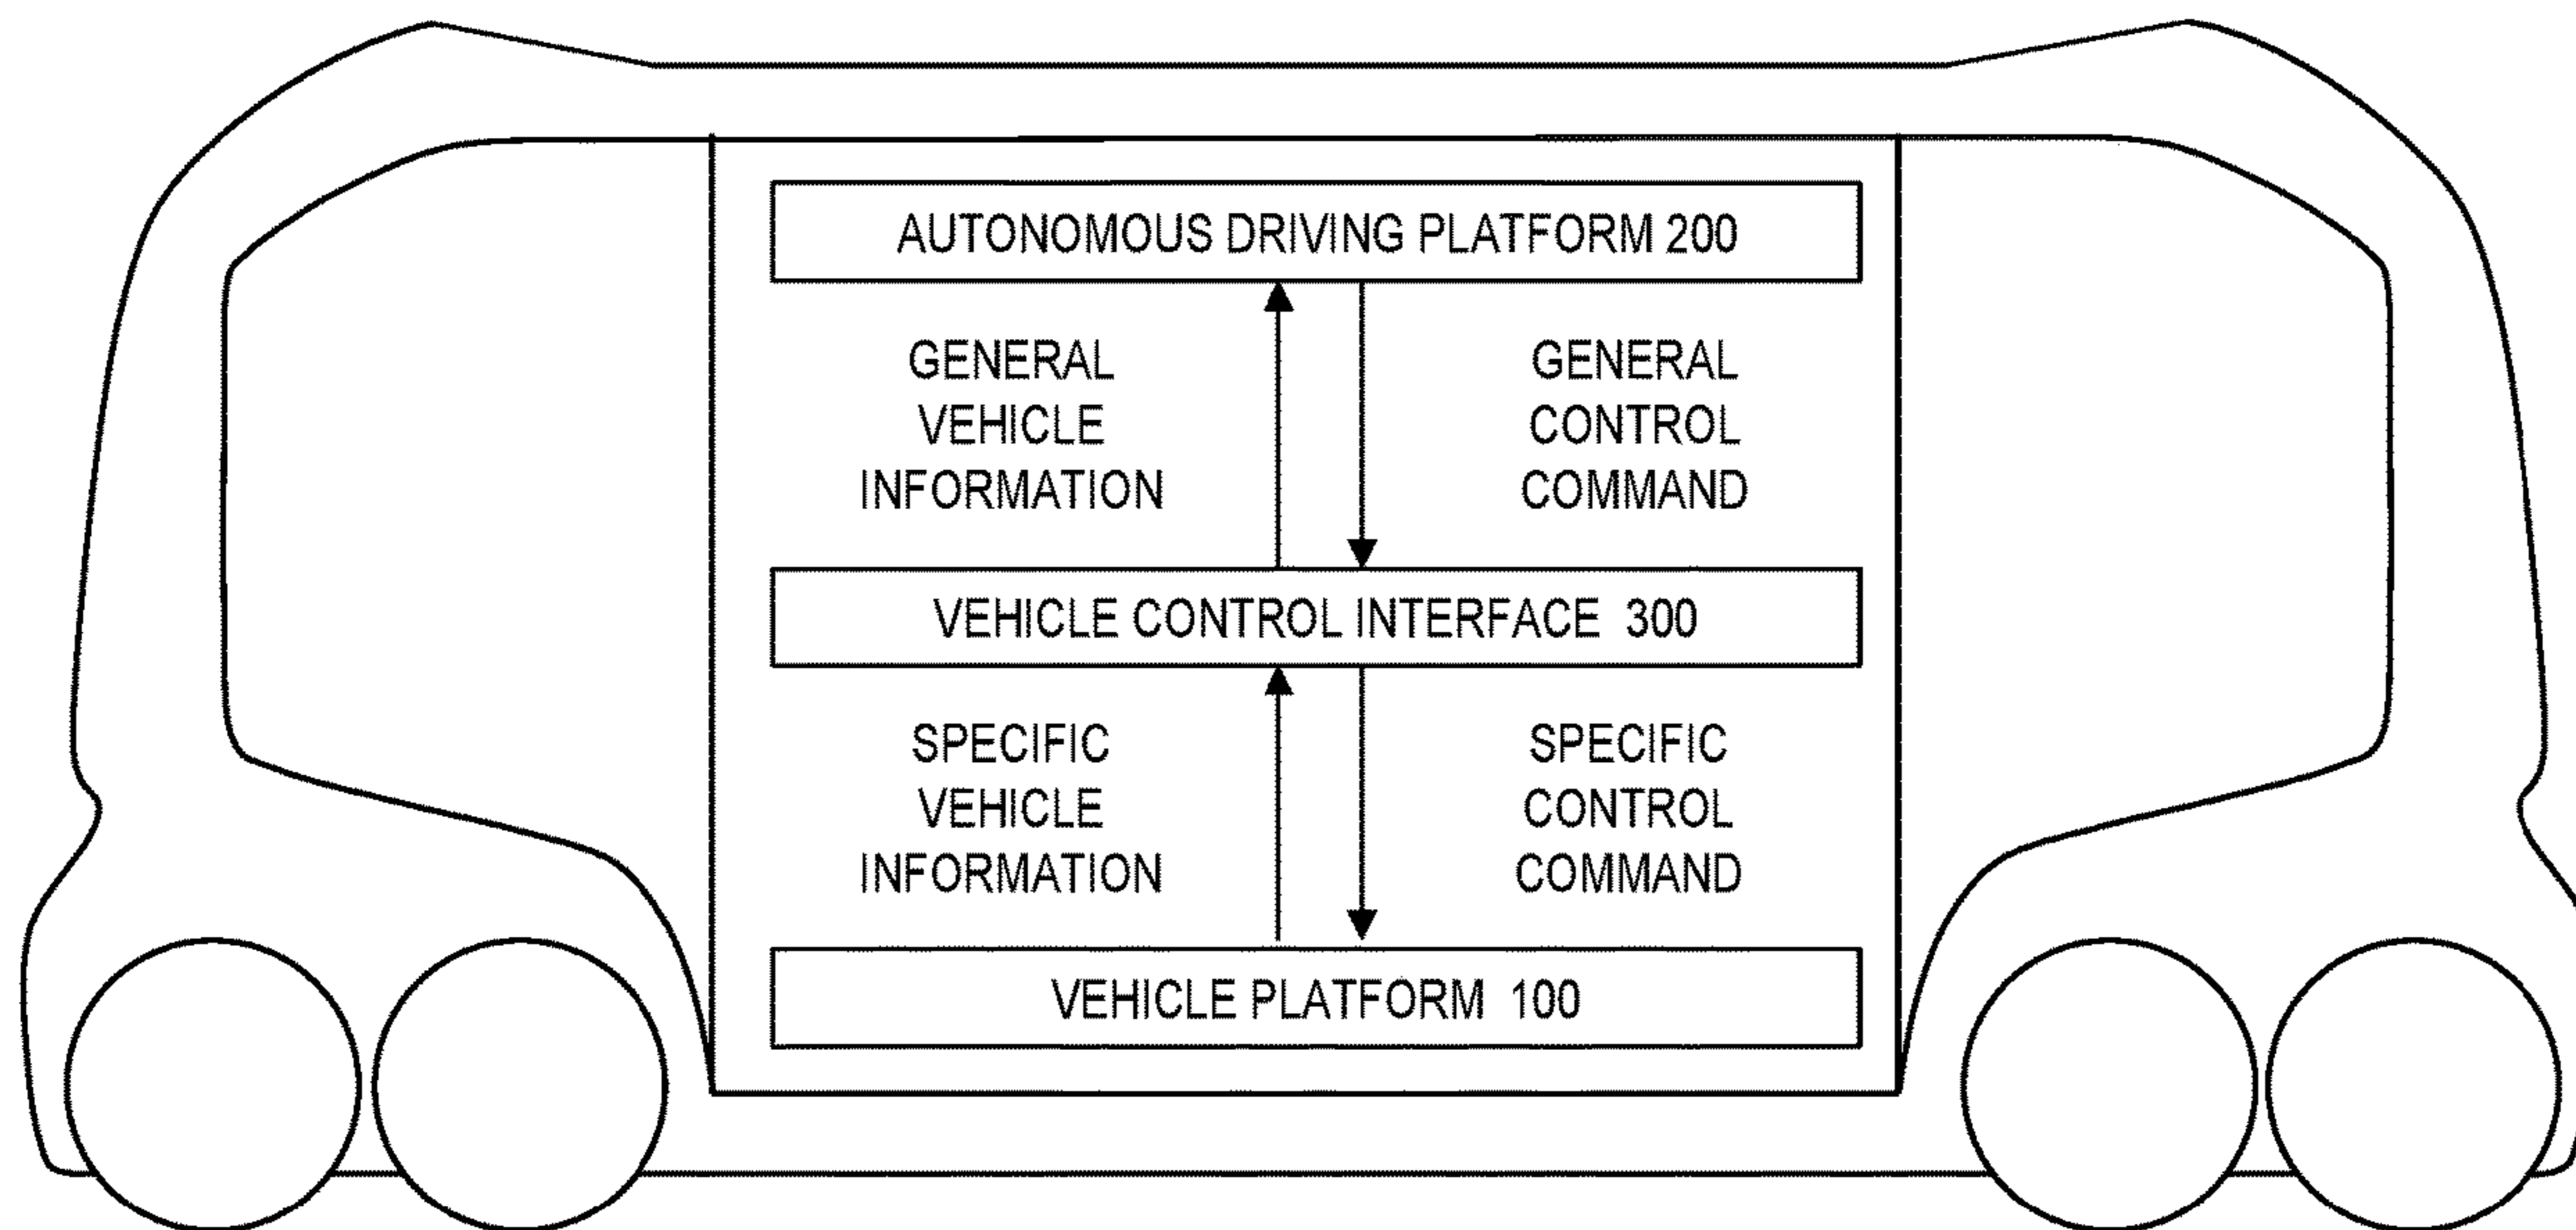 AUTONOMOUS DRIVING PLATFORM 200
GENERAL
VEHICLE
INFORMATION
GENERAL
CONTROL
COMMAND
VEHICLE CONTROL INTERFACE 300
SPECIFIC
VEHICLE
INFORMATION
SPECIFIC
CONTROL
COMMAND
VEHICLE PLATFORM 100